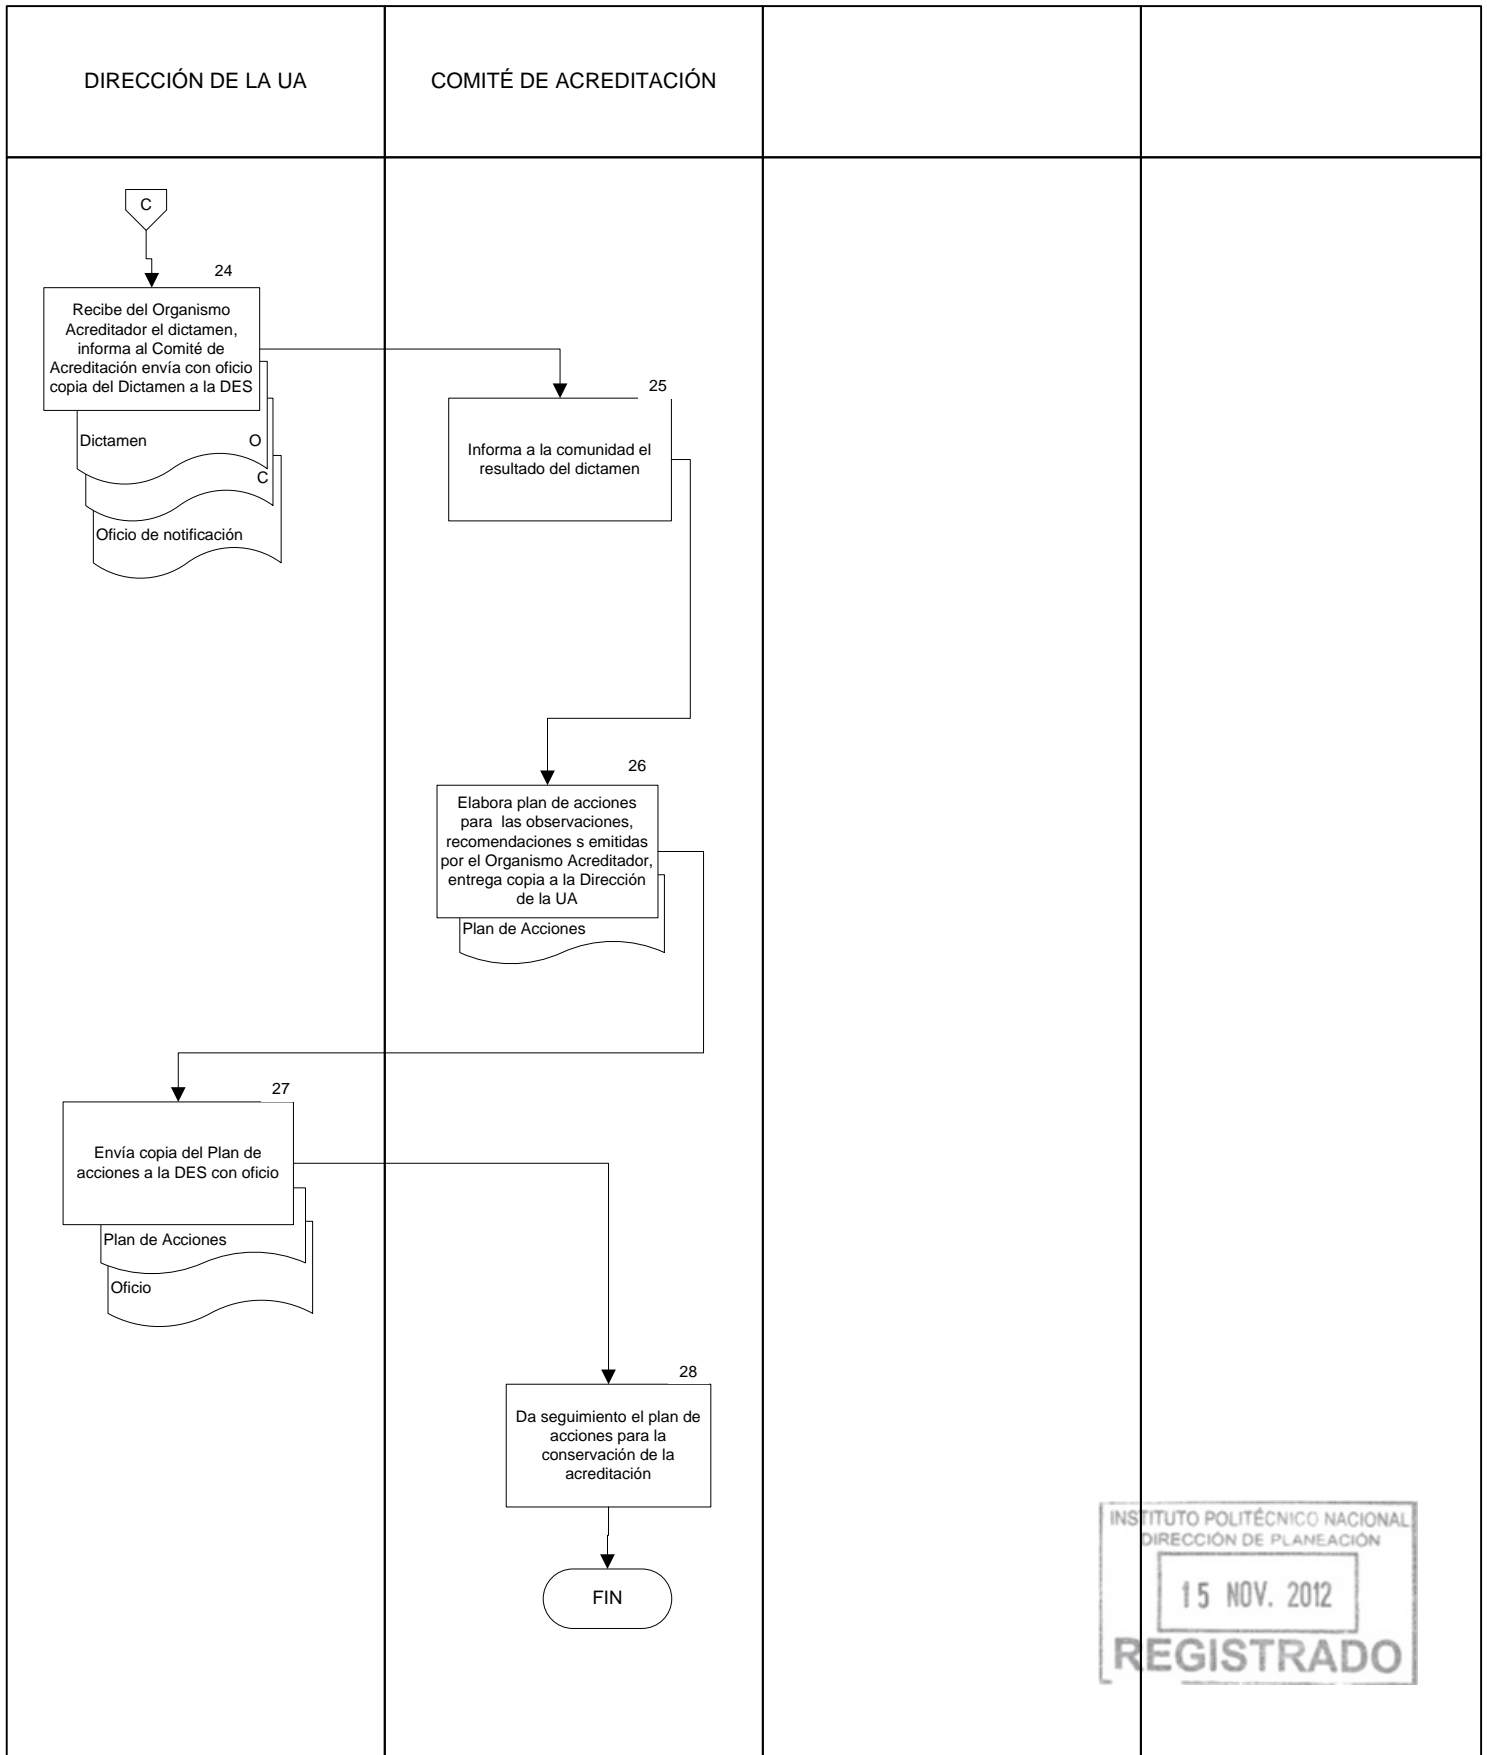 DIRECCIÓN DE LA UA
COMITÉ DE ACREDITACIÓN
C
24
Recibe del Organismo
Acreditador el dictamen,
informa al Comité de
Acreditación envía con oficio
copia del Dictamen a la DES
Dictamen O
C
Oficio de notificación
25
Informa a la comunidad el
resultado del dictamen
26
Elabora plan de acciones
para las observaciones,
recomendaciones s emitidas
por el Organismo Acreditador,
entrega copia a la Dirección
de la UA
Plan de Acciones
27
Envía copia del Plan de
acciones a la DES con oficio
Plan de Acciones
Oficio
28
Da seguimiento el plan de
acciones para la
conservación de la
acreditación
FIN
INSTITUTO POLITÉCNICO NACIONAL
DIRECCIÓN DE PLANEACIÓN
15 NOV. 2012
REGISTRADO